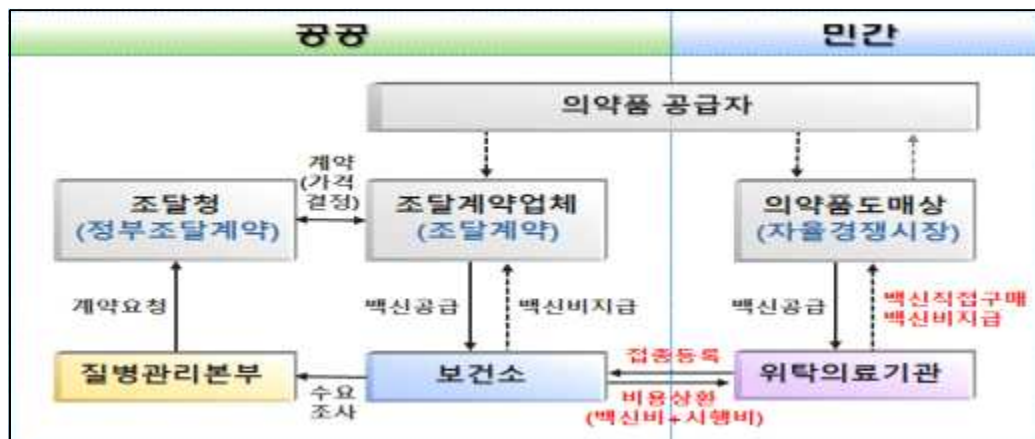 공공
민간
의약품 공급자
계약
(가격
결정)
조달청
(정부조달계약)
조달계약업체
(조달계약)
의약품도매상
(자율경쟁시장)
계약요청
백신공급
백신비지급
백신공급
백신직접구매
백신비지급
질병관리본부
수요
조사
보건소
접종등록
비용상환
(백신비+시행비)
위탁의료기관